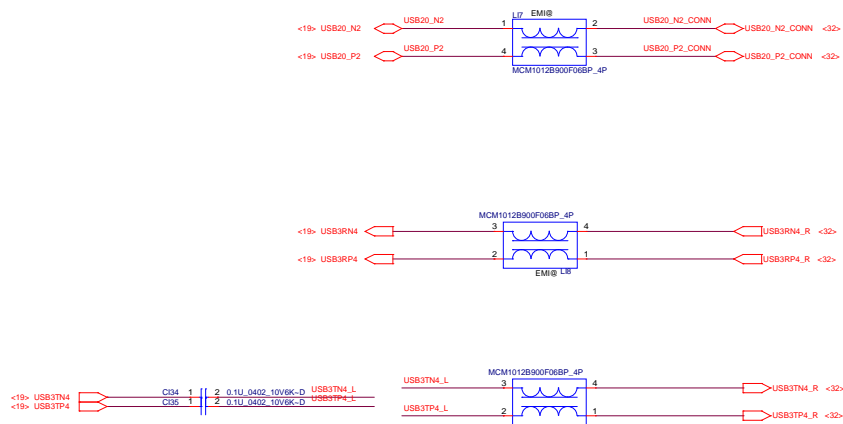 LI7 EMI@
<19> USB20_N2 USB20_N2 1 2 USB20_N2_CONN USB20_N2_CONN <32>
<19> USB20_P2 USB20_P2 4 3 USB20_P2_CONN USB20_P2_CONN <32>
MCM1012B900F06BP_4P
MCM1012B900F06BP_4P
<19> USB3RN4 3 4 USB3RN4_R <32>
<19> USB3RP4 2 1 USB3RP4_R <32>
EMI@ LI8
MCM1012B900F06BP_4P
USB3TN4_L 3 4 USB3TN4_R <32>
<19> USB3TN4 CI34 1 2 0.1U_0402_10V6K~D USB3TN4_L
<19> USB3TP4 CI35 1 2 0.1U_0402_10V6K~D USB3TP4_L
USB3TP4_L 2 1 USB3TP4_R <32>